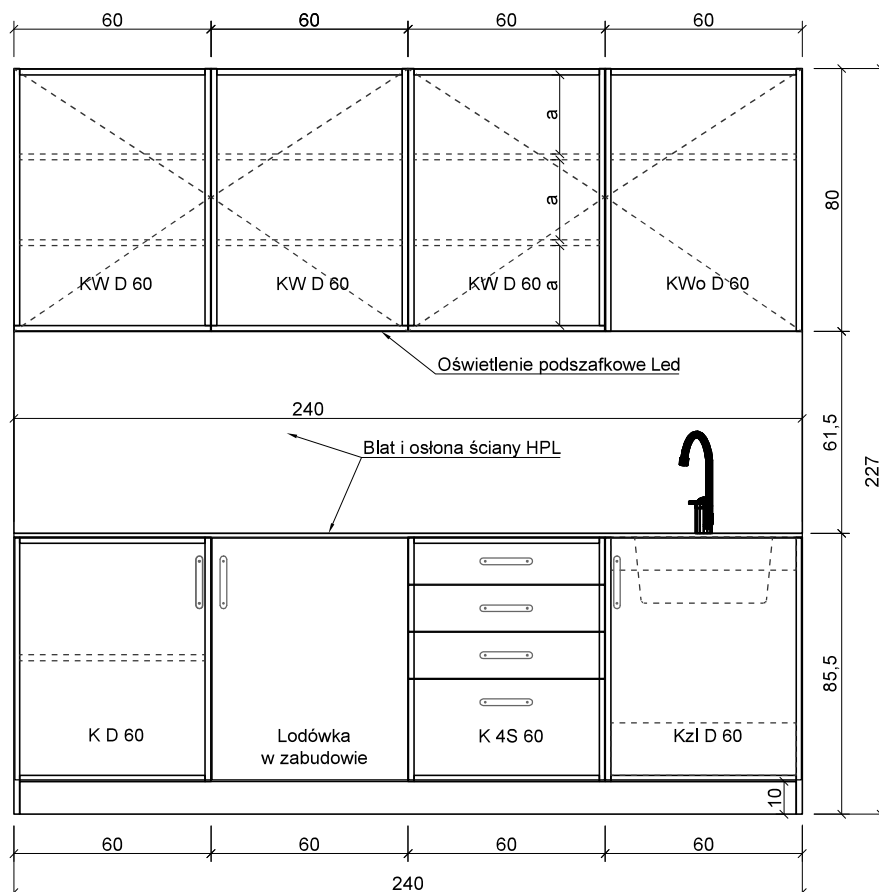 60 60 60 60
a
a
a
80
KW D 60 KW D 60 KW D 60 KWo D 60
Oświetlenie podszafkowe Led
240
61,5
Blat i osłona ściany HPL
227
85,5
K D 60
Lodówka
w zabudowie
K 4S 60
Kzl D 60
10
60 60 60 60
240